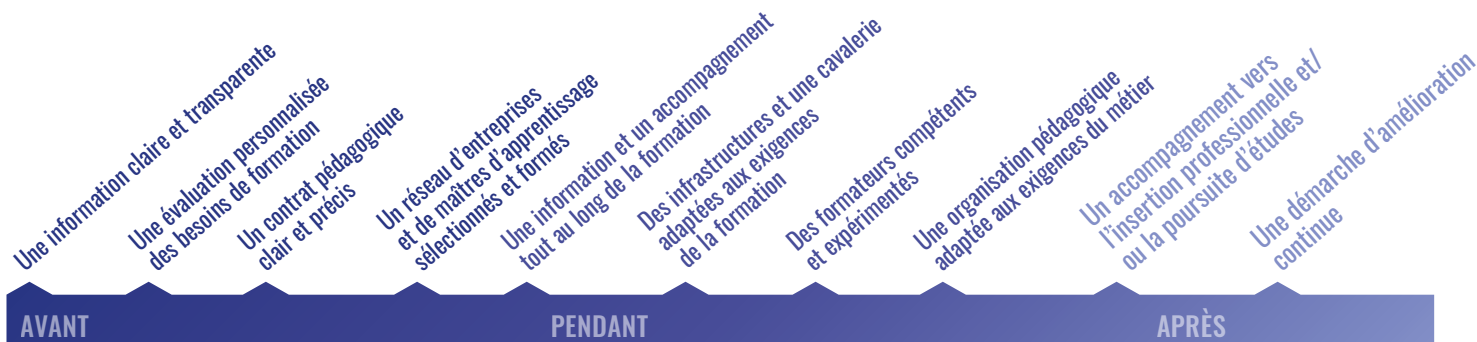 Une information claire et transparente
Une évaluation personnalisée
des besoins de formation
Un contrat pédagogique
clair et précis
Un réseau d'entreprises
et de maîtres d'apprentissage
sélectionnés et formés
Une information et un accompagnement
tout au long de la formation
Des infrastructures et une cavalerie
adaptées aux exigences
de la formation
Des formateurs compétents
et expérimentés
Une organisation pédagogique
adaptée aux exigences du métier
Un accompagnement vers
l'insertion professionnelle et/
ou la poursuite d'études
Une démarche d'amélioration
continue
AVANT
PENDANT
APRÈS